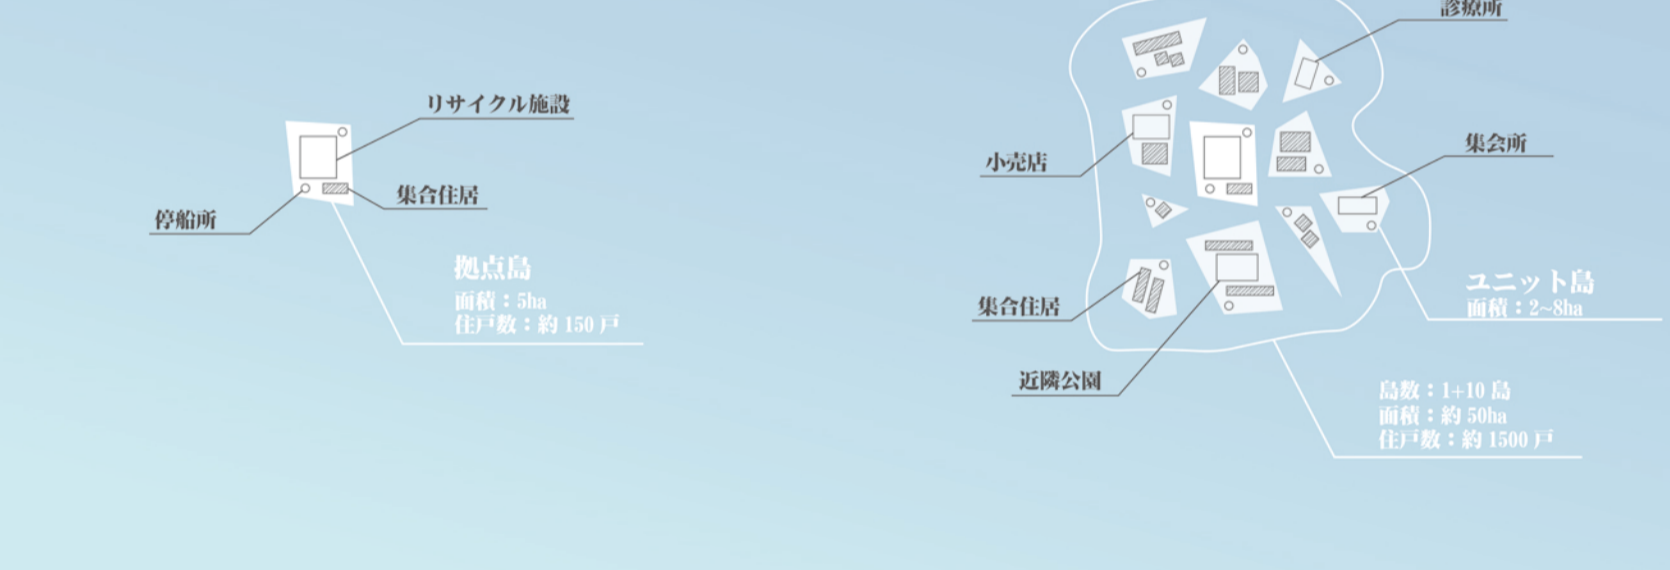 リサイクル施設
集合住居
停船所
拠点島
面積：5ha
住戸数：約 150 戸
診療所
小売店
集会所
集合住居
近隣公園
ユニット島
面積：2~8ha
島数：1+10 島
面積：約 50ha
住戸数：約 1500 戸